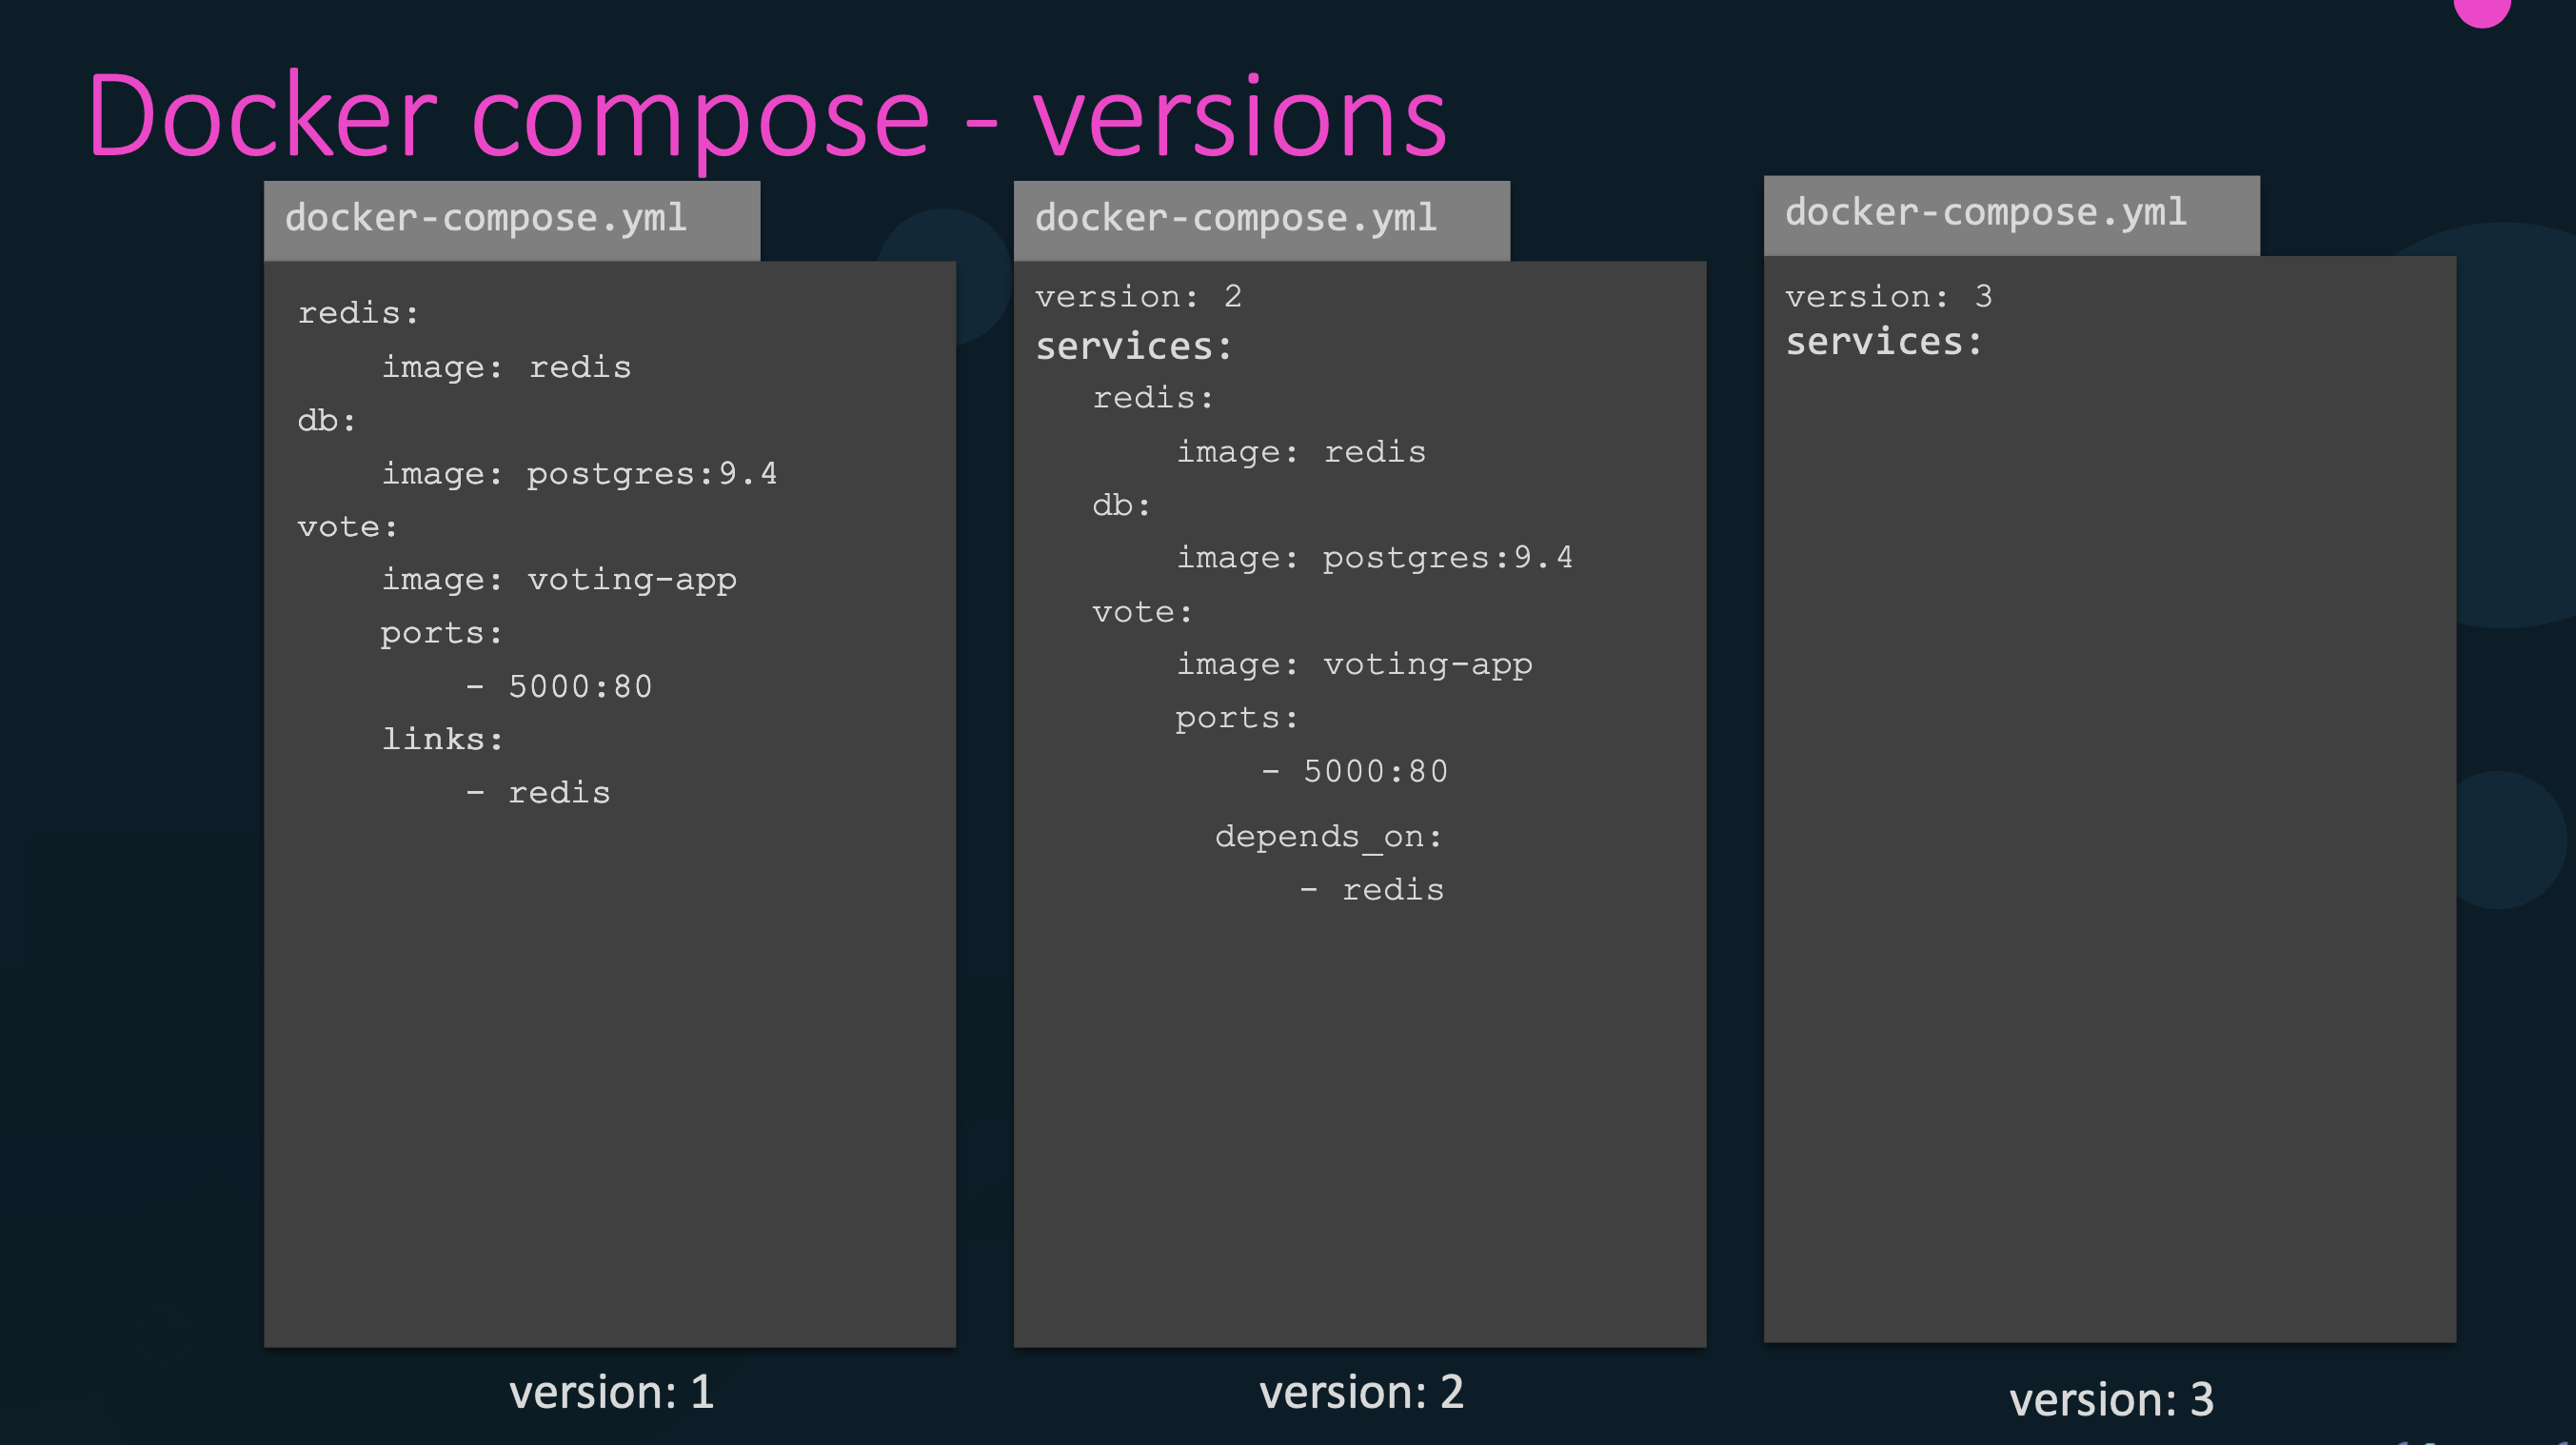 Docker compose - versions
docker-compose.yml
redis:
image: redis
db:
image: postgres:9.4
vote:
image: voting-app
ports:
- 5000:80
links:
- redis
version: 1
docker-compose.yml
version: 2
services:
redis:
image: redis
db:
image: postgres:9.4
vote:
image: voting-app
ports:
- 5000:80
depends_on:
- redis
version: 2
docker-compose.yml
version: 3
services:
version: 3